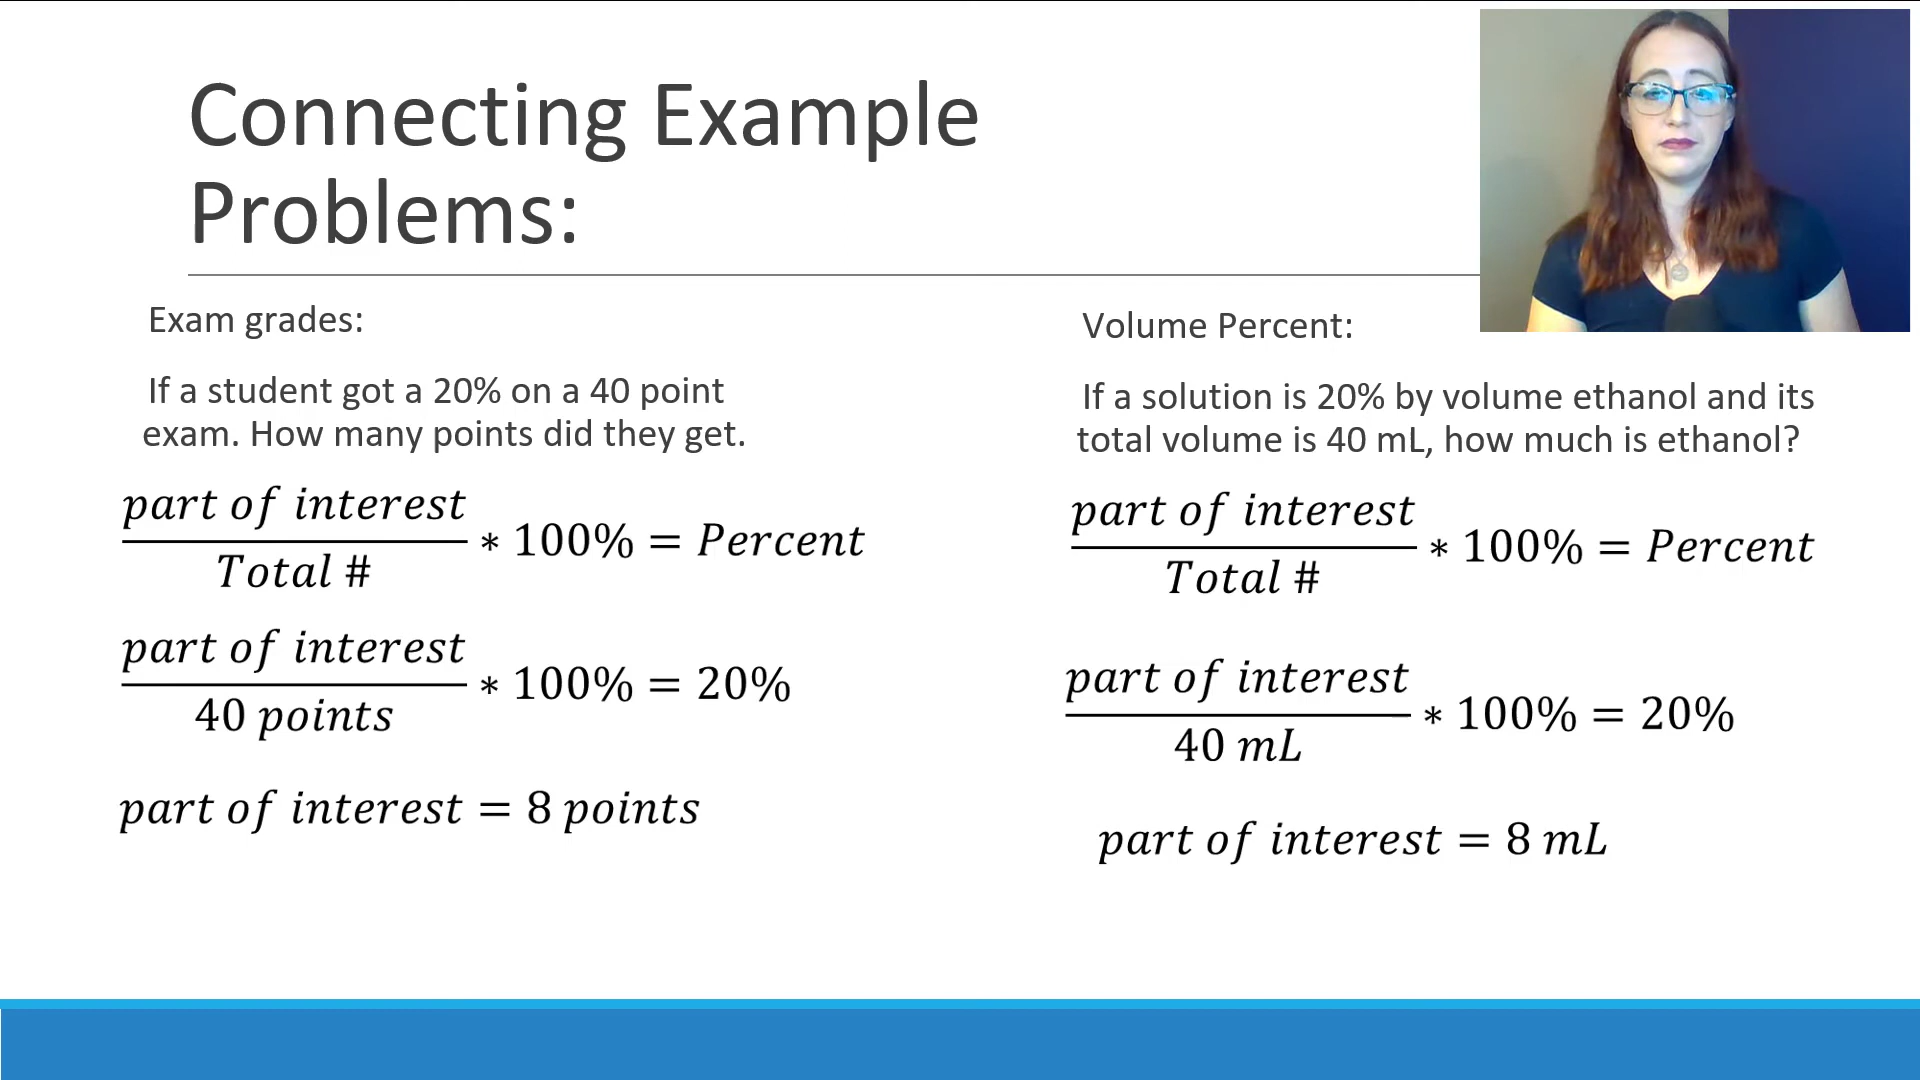 Connecting Example
Problems:
Exam grades:
If a student got a 20% on a 40 point
exam. How many points did they get.
part of interest
Total #
* 100% = Percent
part of interest
40 points
* 100% = 20%
part of interest = 8 points
Volume Percent:
If a solution is 20% by volume ethanol and its
total volume is 40 mL, how much is ethanol?
part of interest
Total #
* 100% = Percent
part of interest
40 mL
* 100% = 20%
part of interest = 8 mL